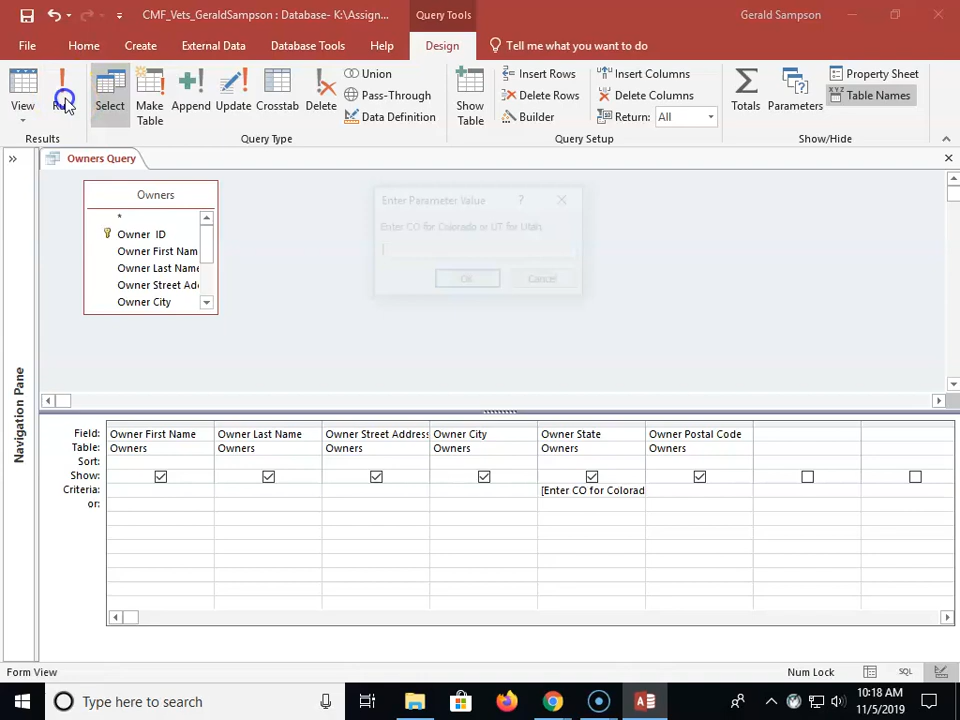 CMF_Vets_GeraldSampson : Database- K:\Assign... Query Tools Gerald Sampson
File Home Create External Data Database Tools Help Design Tell me what you want to do
View Select Make Table Append Update Crosstab Delete
Union
Pass-Through
Data Definition
Show Table
Insert Rows
Delete Rows
Builder
Insert Columns
Delete Columns
Return: All
Totals Parameters
Property Sheet
XYZ Table Names
Results Query Type Query Setup Show/Hide
Owners Query
Navigation Pane
Owners
*
Owner ID
Owner First Nam
Owner Last Name
Owner Street Ad
Owner City
Enter Parameter Value ?
Enter CO for Colorado or UT for Utah
OK Cancel
Field: Owner First Name Owner Last Name Owner Street Address Owner City Owner State Owner Postal Code
Table: Owners Owners Owners Owners Owners Owners
Sort:
Show:
Criteria: [Enter CO for Colorad
or:
Form View Num Lock SQL
Type here to search
10:18 AM
11/5/2019